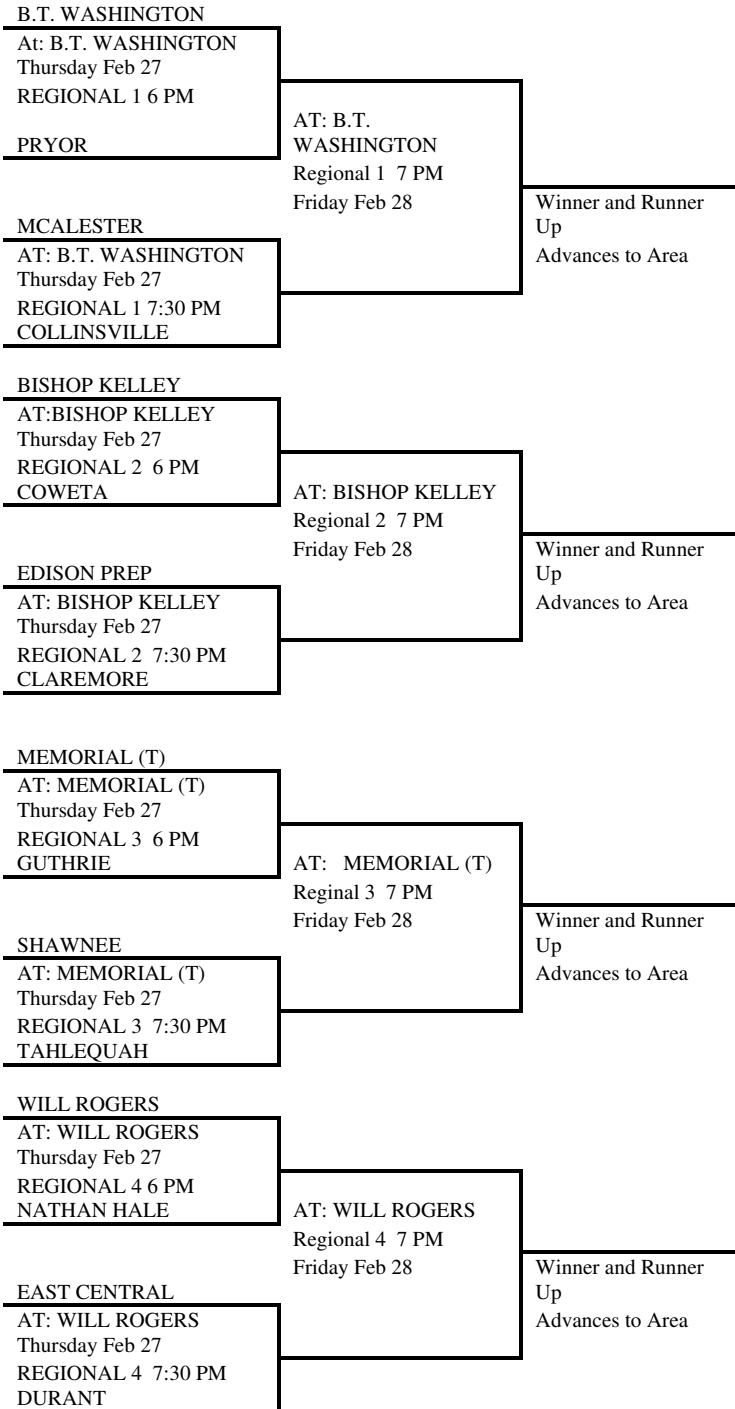 B.T. WASHINGTON
At: B.T. WASHINGTON
Thursday Feb 27
REGIONAL 1 6 PM
PRYOR
AT: B.T.
WASHINGTON
Regional 1 7 PM
Friday Feb 28
Winner and Runner
Up
Advances to Area
MCALESTER
AT: B.T. WASHINGTON
Thursday Feb 27
REGIONAL 1 7:30 PM
COLLINSVILLE
BISHOP KELLEY
AT:BISHOP KELLEY
Thursday Feb 27
REGIONAL 2 6 PM
COWETA
AT: BISHOP KELLEY
Regional 2 7 PM
Friday Feb 28
Winner and Runner
Up
Advances to Area
EDISON PREP
AT: BISHOP KELLEY
Thursday Feb 27
REGIONAL 2 7:30 PM
CLAREMORE
MEMORIAL (T)
AT: MEMORIAL (T)
Thursday Feb 27
REGIONAL 3 6 PM
GUTHRIE
AT: MEMORIAL (T)
Reginal 3 7 PM
Friday Feb 28
Winner and Runner
Up
Advances to Area
SHAWNEE
AT: MEMORIAL (T)
Thursday Feb 27
REGIONAL 3 7:30 PM
TAHLEQUAH
WILL ROGERS
AT: WILL ROGERS
Thursday Feb 27
REGIONAL 4 6 PM
NATHAN HALE
AT: WILL ROGERS
Regional 4 7 PM
Friday Feb 28
Winner and Runner
Up
Advances to Area
EAST CENTRAL
AT: WILL ROGERS
Thursday Feb 27
REGIONAL 4 7:30 PM
DURANT